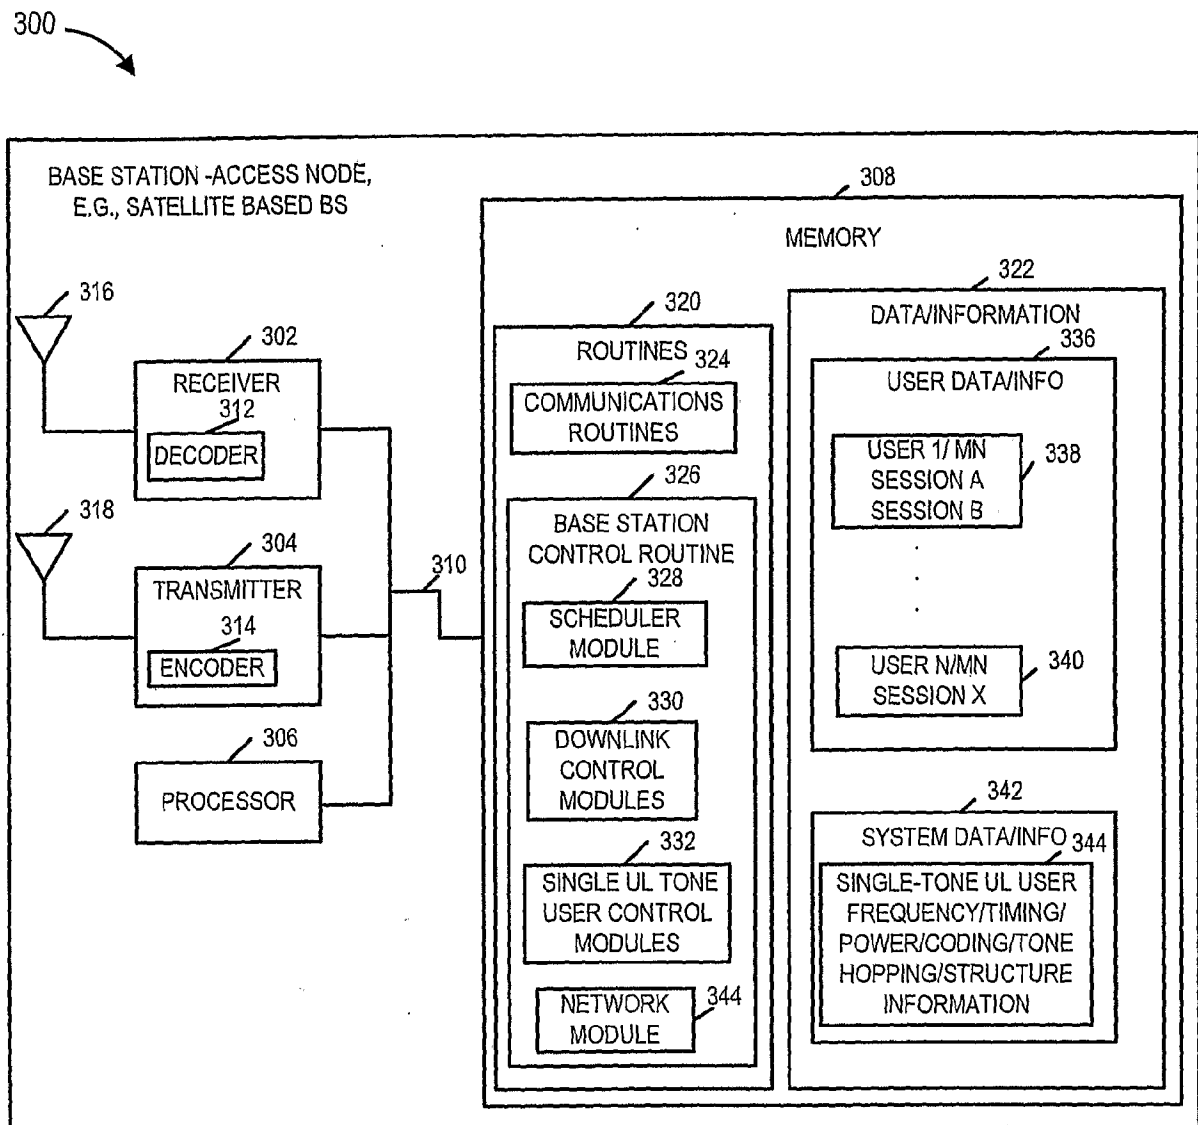 300
BASE STATION -ACCESS NODE,
E.G., SATELLITE BASED BS
316
302
RECEIVER
312
DECODER
318
304
TRANSMITTER
314
ENCODER
306
PROCESSOR
310
308
MEMORY
320
ROUTINES
324
COMMUNICATIONS
ROUTINES
326
BASE STATION
CONTROL ROUTINE
328
SCHEDULER
MODULE
330
DOWNLINK
CONTROL
MODULES
332
SINGLE UL TONE
USER CONTROL
MODULES
NETWORK
MODULE
344
322
DATA/INFORMATION
336
USER DATA/INFO
USER 1/ MN
SESSION A
SESSION B
338
USER N/MN
SESSION X
340
342
SYSTEM DATA/INFO
344
SINGLE-TONE UL USER
FREQUENCY/TIMING/
POWER/CODING/TONE
HOPPING/STRUCTURE
INFORMATION